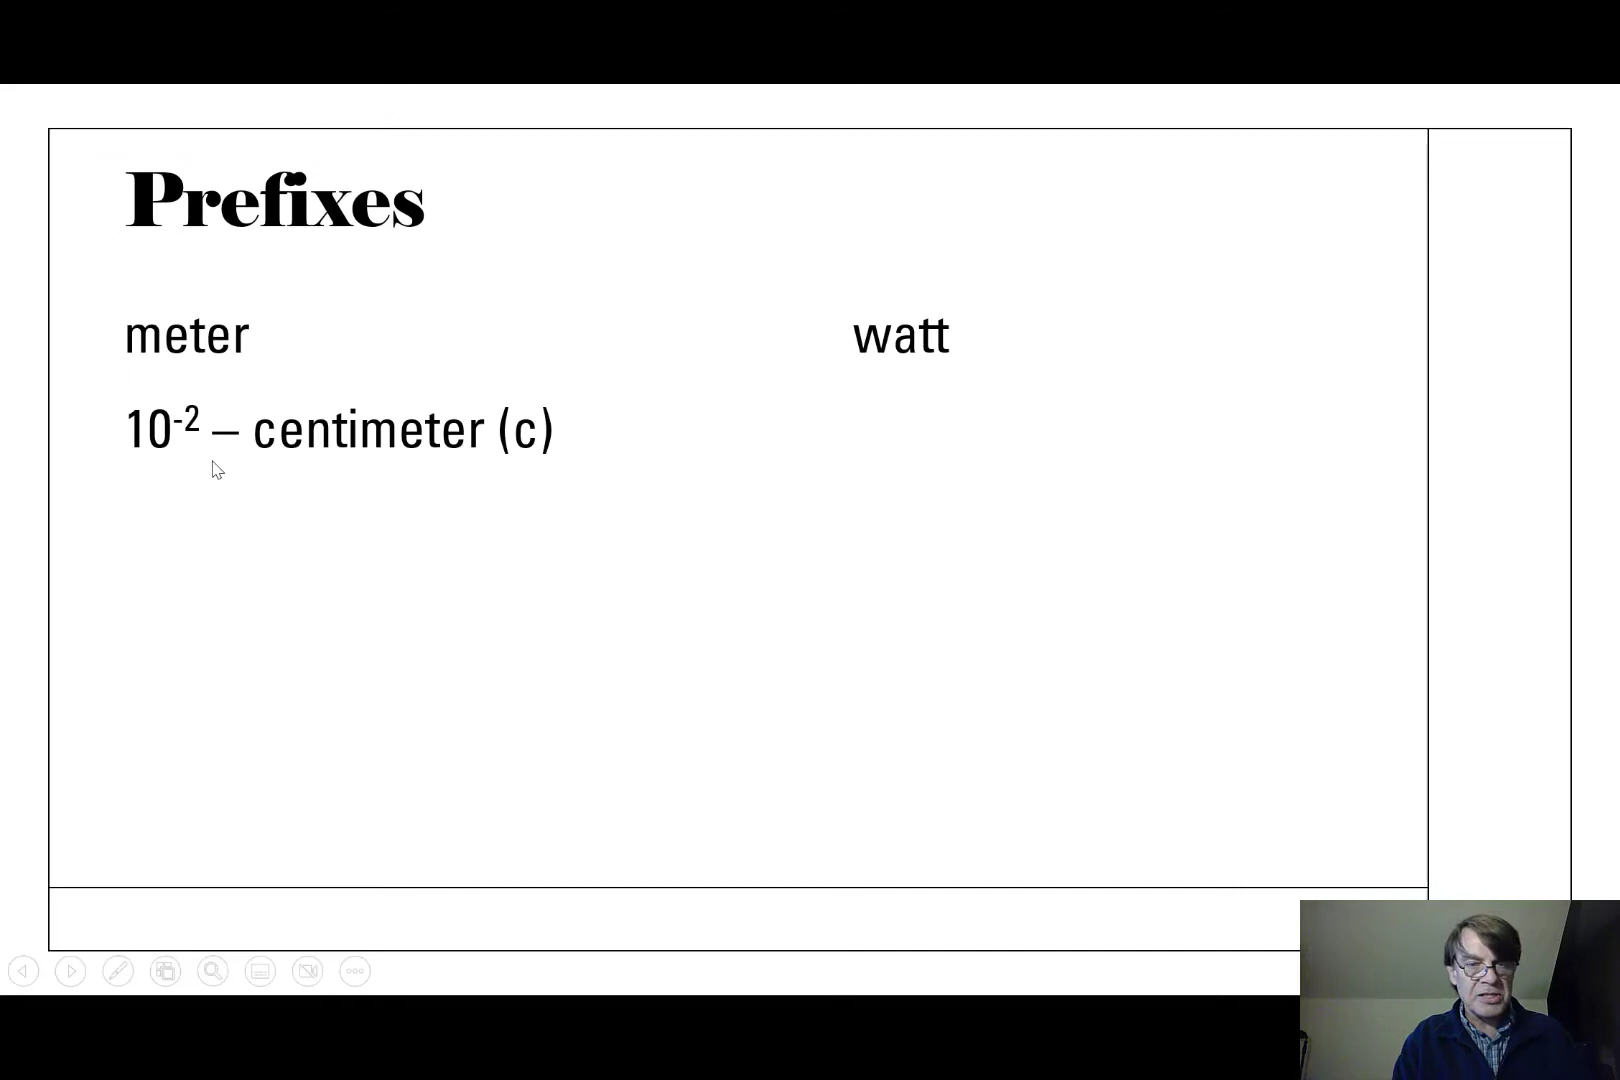 Prefixes
meter
10⁻² – centimeter (c)
watt